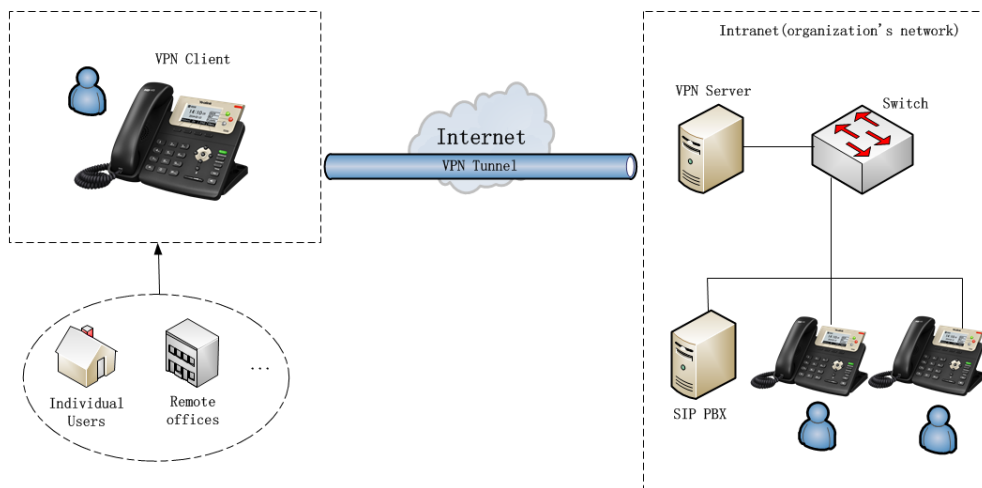 VPN Client
Individual
Users
Remote
offices
...
Internet
VPN Tunnel
Intranet(organization's network)
VPN Server
Switch
SIP PBX